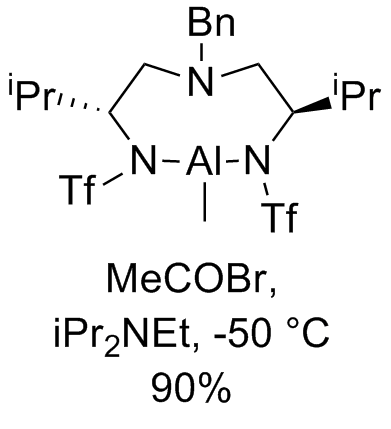 Bn
N
iPr iPr
N Al N
Tf Tf
MeCOBr,
iPr2NEt, -50 °C
90%